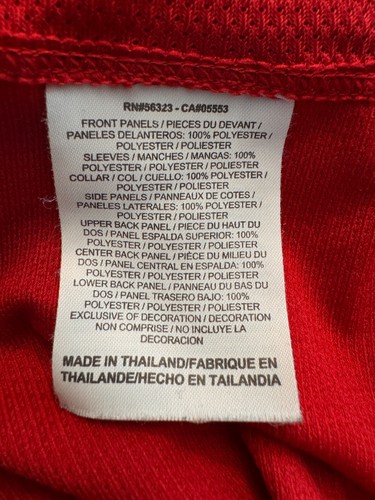 RN#56323 - CA#05553
FRONT PANELS / PIECES DU DEVANT /
PANELES DELANTEROS: 100% POLYESTER /
POLYESTER / POLIESTER
SLEEVES / MANCHES / MANGAS: 100%
POLYESTER / POLYESTER / POLIESTER
COLLAR / COL / CUELLO: 100% POLYESTER /
POLYESTER / POLIESTER
SIDE PANELS / PANNEAUX DE COTES /
PANELES LATERALES: 100% POLYESTER /
POLYESTER / POLIESTER
UPPER BACK PANEL / PIECE DU HAUT DU
DOS / PANEL ESPALDA SUPERIOR: 100%
POLYESTER / POLYESTER / POLIESTER
CENTER BACK PANEL / PIÈCE DU MILIEU DU
DOS / PANEL CENTRAL EN ESPALDA: 100%
POLYESTER / POLYESTER / POLIESTER
LOWER BACK PANEL / PANNEAU DU BAS DU
DOS / PANEL TRASERO BAJO: 100%
POLYESTER / POLYESTER / POLIESTER
EXCLUSIVE OF DECORATION / DECORATION
NON COMPRISE / NO INCLUYE LA
DECORACIÓN
MADE IN THAILAND/FABRIQUE EN
THAILANDE/HECHO EN TAILANDIA